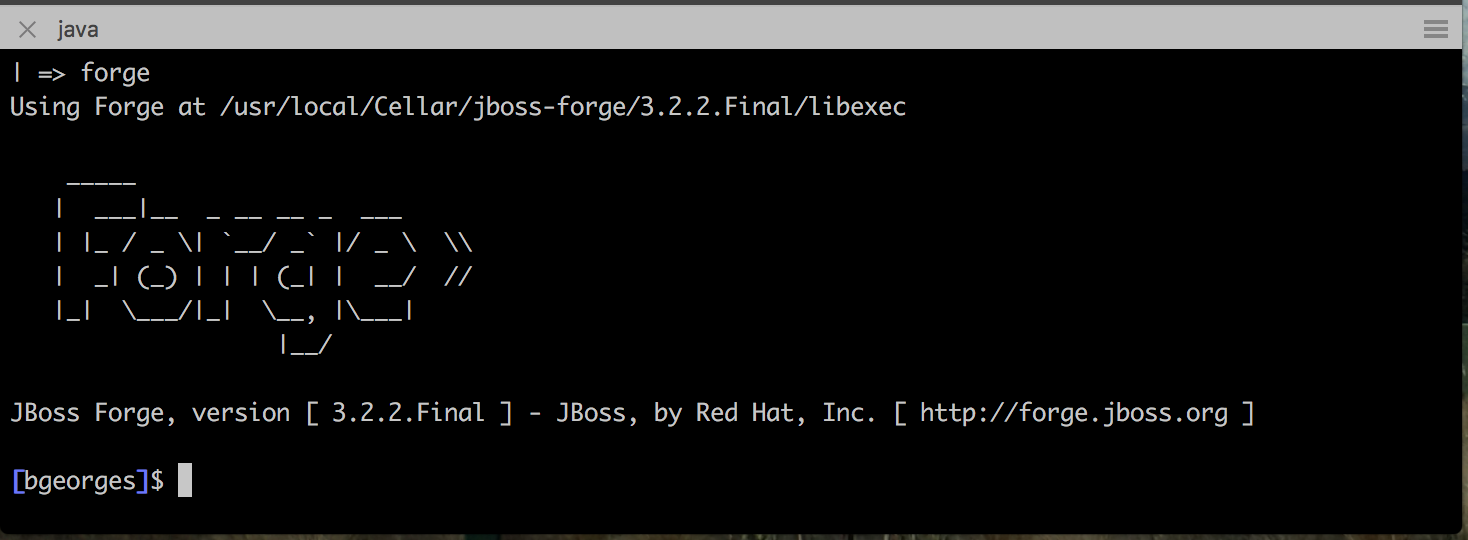 java
| => forge
Using Forge at /usr/local/Cellar/jboss-forge/3.2.2.Final/libexec
    _____
   |  ___|__  _ __ __ _  ___
   | |_ / _ \| `__/ _` |/ _ \  \\
   |  _| (_) | | | (_| |  __/  //
   |_|  \___/|_|  \__, |\___|
                   |__/
JBoss Forge, version [ 3.2.2.Final ] - JBoss, by Red Hat, Inc. [ http://forge.jboss.org ]
[bgeorges]$